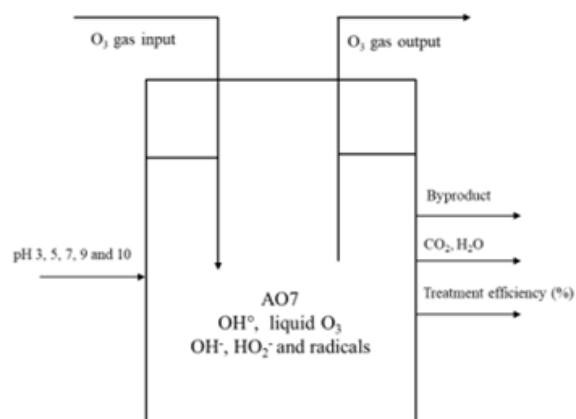 O₃ gas input
O₃ gas output
Byproduct
CO₂, H₂O
pH 3, 5, 7, 9 and 10
Treatment efficiency (%)
AO7
OH°, liquid O₃
OH⁻, HO₂⁻ and radicals